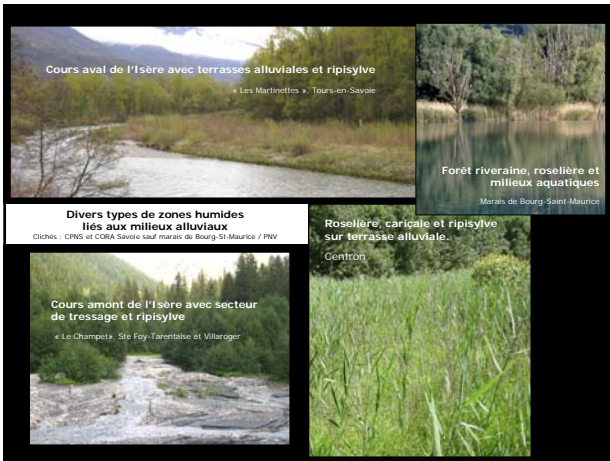 Cours aval de l'Isère avec terrasses alluviales et ripisylve
« Les Martinettes », Tours-en-Savoie
Forêt riveraine, roselière et
milieux aquatiques
Marais de Bourg-Saint-Maurice
Divers types de zones humides
liés aux milieux alluviaux
Clichés : CPNS et CORA Savoie sauf marais de Bourg-St-Maurice / PNV
Roselière, cariçaie et ripisylve
sur terrasse alluviale.
Centron
Cours amont de l'Isère avec secteur
de tressage et ripisylve
« Le Champet», Ste Foy-Tarentaise et Villaroger